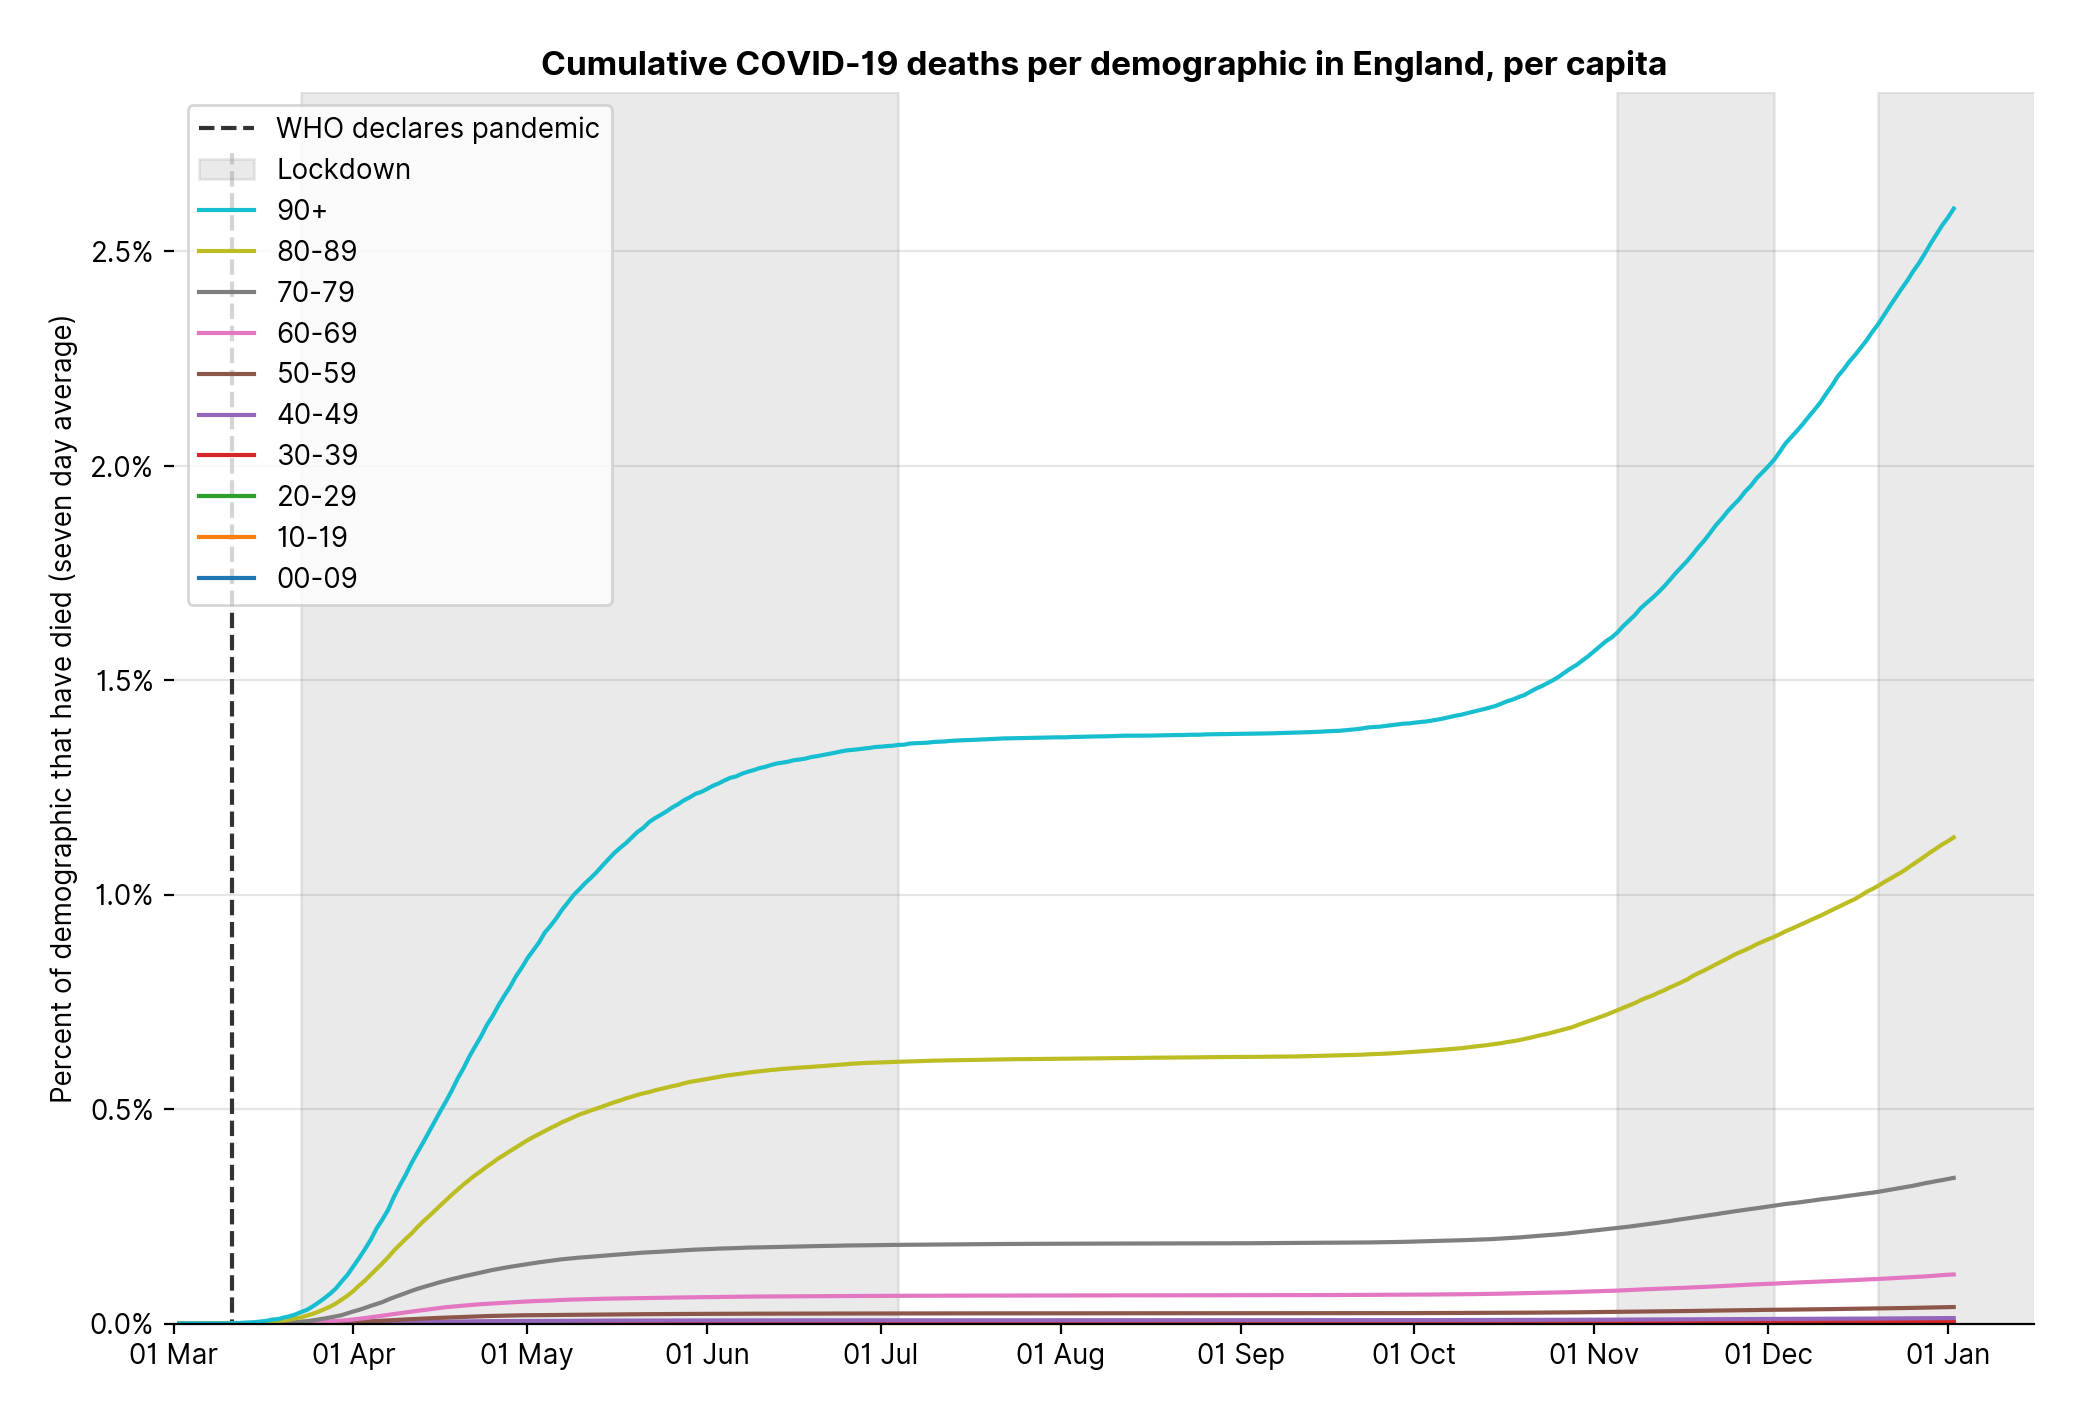 Cumulative COVID-19 deaths per demographic in England, per capita
WHO declares pandemic
Lockdown
90+
80-89
70-79
60-69
50-59
40-49
30-39
20-29
10-19
00-09
Percent of demographic that have died (seven day average)
2.5%
2.0%
1.5%
1.0%
0.5%
0.0%
01 Mar
01 Apr
01 May
01 Jun
01 Jul
01 Aug
01 Sep
01 Oct
01 Nov
01 Dec
01 Jan